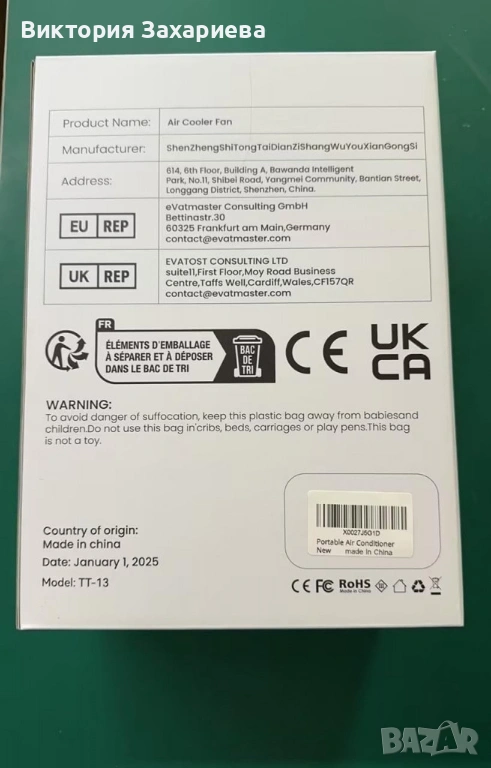 Виктория Захариева
Product Name: Air Cooler Fan
Manufacturer: ShenZhengShiTongTaiDianZiShangWuYouXianGongSi
Address: 614, 6th Floor, Building A, Bawanda Intelligent
Park, No.11, Shibei Road, Yangmei Community, Bantian Street,
Longgang District, Shenzhen, China.
EU REP
eVatmaster Consulting GmbH
Bettinastr.30
60325 Frankfurt am Main,Germany
contact@evatmaster.com
UK REP
EVATOST CONSULTING LTD
suite11,First Floor,Moy Road Business
Centre,Taffs Well,Cardiff,Wales,CF157QR
contact@evatmaster.com
FR
ÉLÉMENTS D'EMBALLAGE
À SÉPARER ET À DÉPOSER
DANS LE BAC DE TRI
BAC
DE
TRI
CE
UK
CA
WARNING:
To avoid danger of suffocation, keep this plastic bag away from babiesand
children.Do not use this bag in'cribs, beds, carriages or play pens.This bag
is not a toy.
X0027J6G1D
Portable Air Conditioner
New made in China
Country of origin:
Made in china
Date: January 1, 2025
Model: TT-13
CE FC RoHS
Made in China
BAZAR